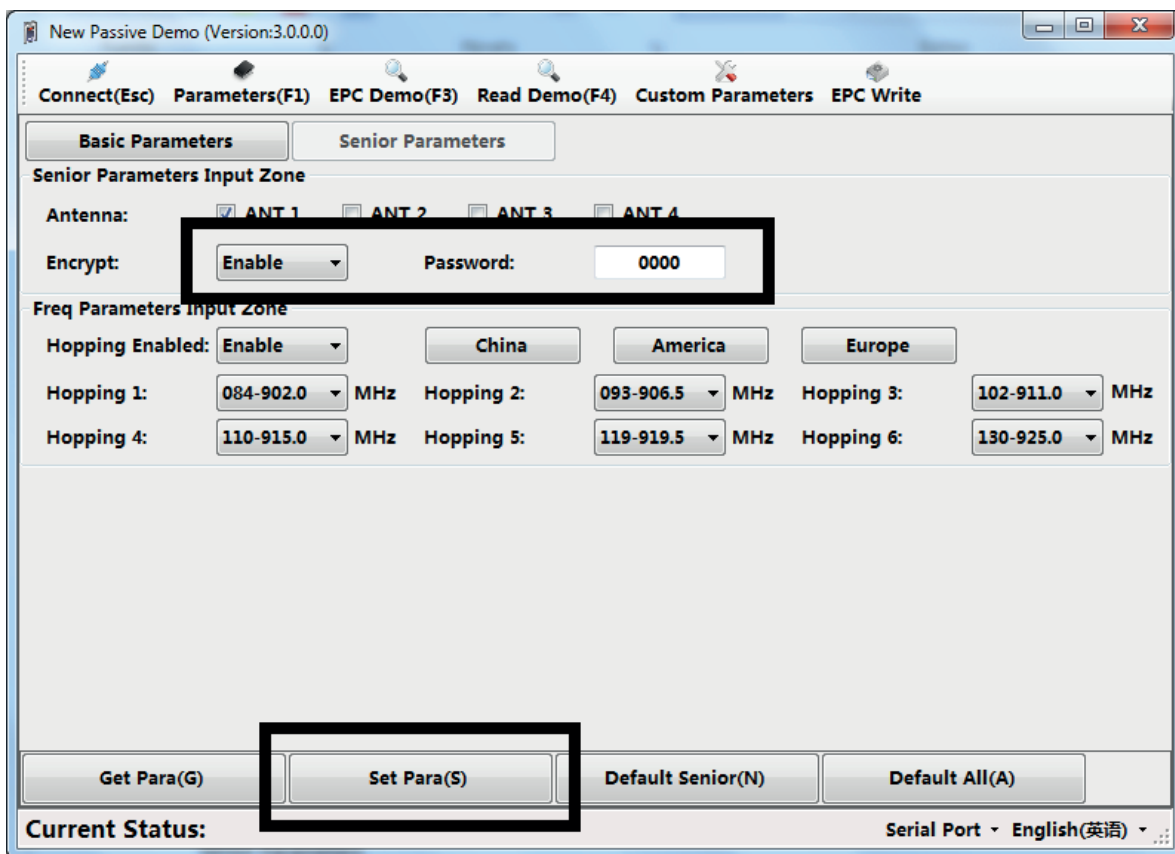 New Passive Demo (Version:3.0.0.0)
Connect(Esc) Parameters(F1) EPC Demo(F3) Read Demo(F4) Custom Parameters EPC Write
Basic Parameters Senior Parameters
Senior Parameters Input Zone
Antenna: ANT 1 ANT 2 ANT 3 ANT 4
Encrypt: Enable Password: 0000
Freq Parameters Input Zone
Hopping Enabled: Enable China America Europe
Hopping 1: 084-902.0 MHz Hopping 2: 093-906.5 MHz Hopping 3: 102-911.0 MHz
Hopping 4: 110-915.0 MHz Hopping 5: 119-919.5 MHz Hopping 6: 130-925.0 MHz
Get Para(G) Set Para(S) Default Senior(N) Default All(A)
Current Status: Serial Port English(英语)